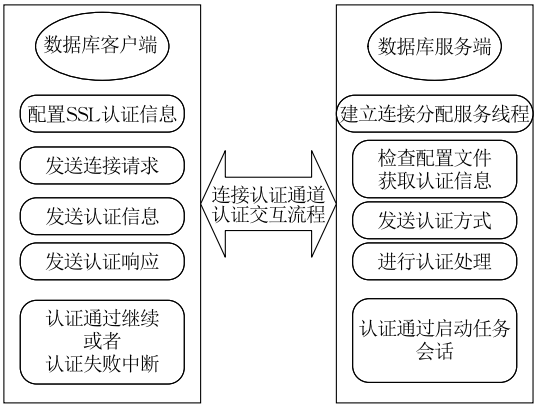 数据库客户端
配置SSL认证信息
发送连接请求
发送认证信息
发送认证响应
认证通过继续
或者
认证失败中断
连接认证通道
认证交互流程
数据库服务端
建立连接分配服务线程
检查配置文件
获取认证信息
发送认证方式
进行认证处理
认证通过启动任务
会话